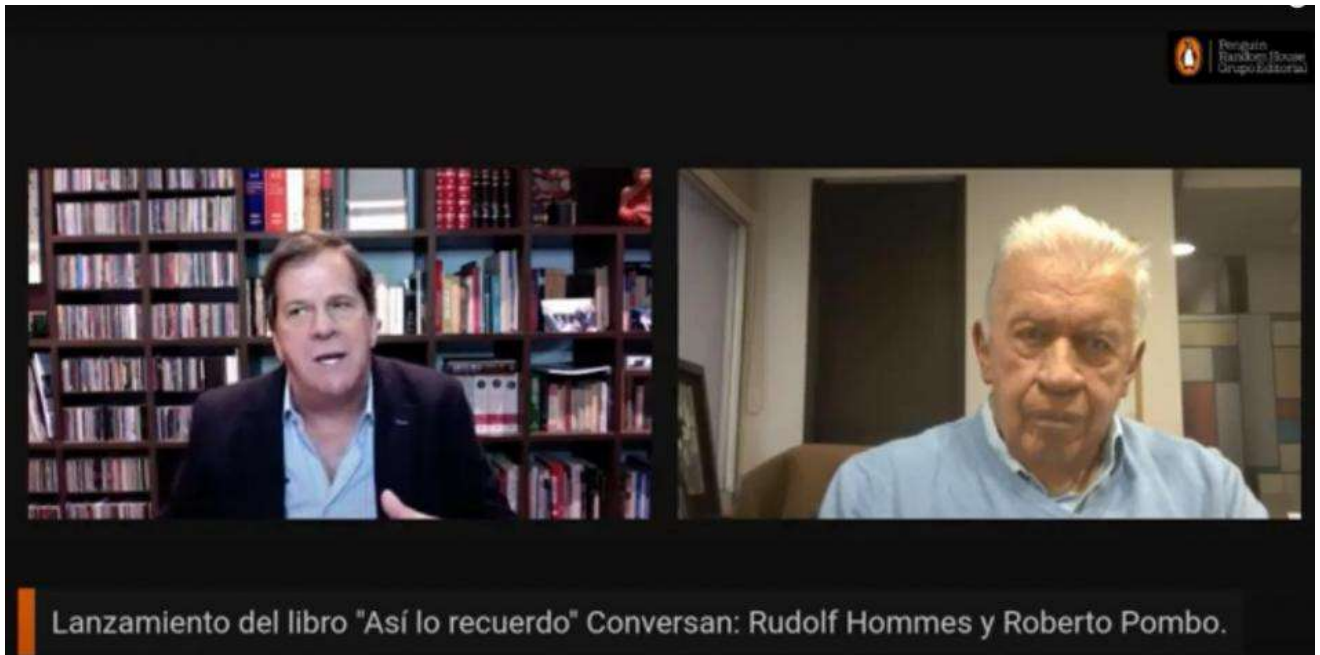 Penguin
Random House
Grupo Editorial
Lanzamiento del libro "Así lo recuerdo" Conversan: Rudolf Hommes y Roberto Pombo.